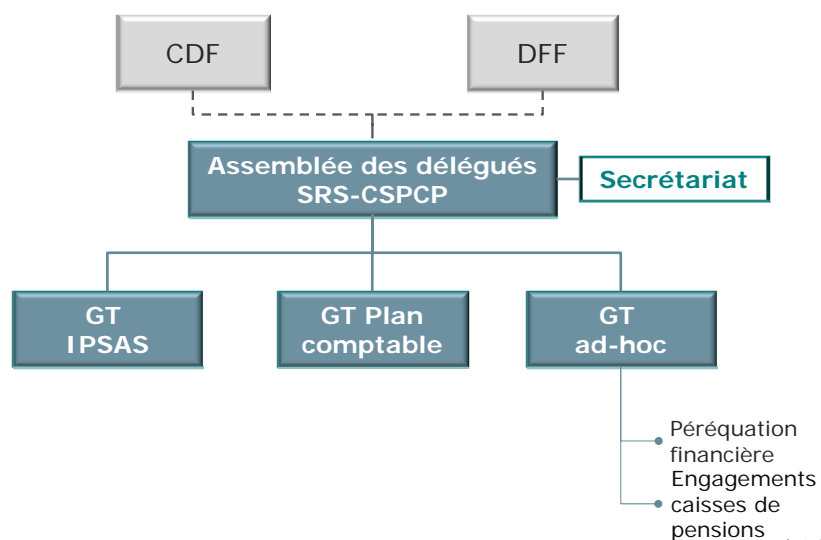 CDF
DFF
Assemblée des délégués
SRS-CSPCP
Secrétariat
GT
IPSAS
GT Plan
comptable
GT
ad-hoc
Péréquation
financière
Engagements
caisses de
pensions